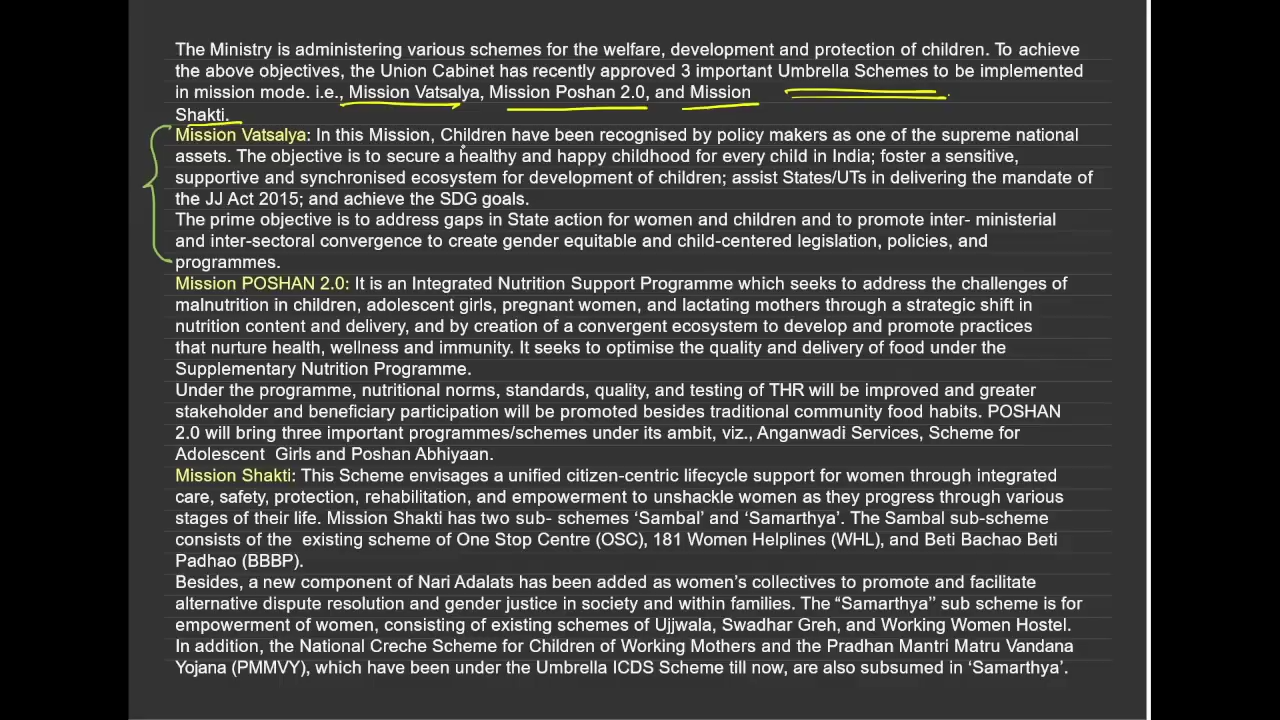 The Ministry is administering various schemes for the welfare, development and protection of children. To achieve
the above objectives, the Union Cabinet has recently approved 3 important Umbrella Schemes to be implemented
in mission mode. i.e., Mission Vatsalya, Mission Poshan 2.0, and Mission
Shakti.
Mission Vatsalya: In this Mission, Children have been recognised by policy makers as one of the supreme national
assets. The objective is to secure a healthy and happy childhood for every child in India; foster a sensitive,
supportive and synchronised ecosystem for development of children; assist States/UTs in delivering the mandate of
the JJ Act 2015; and achieve the SDG goals.
The prime objective is to address gaps in State action for women and children and to promote inter- ministerial
and inter-sectoral convergence to create gender equitable and child-centered legislation, policies, and
programmes.
Mission POSHAN 2.0: It is an Integrated Nutrition Support Programme which seeks to address the challenges of
malnutrition in children, adolescent girls, pregnant women, and lactating mothers through a strategic shift in
nutrition content and delivery, and by creation of a convergent ecosystem to develop and promote practices
that nurture health, wellness and immunity. It seeks to optimise the quality and delivery of food under the
Supplementary Nutrition Programme.
Under the programme, nutritional norms, standards, quality, and testing of THR will be improved and greater
stakeholder and beneficiary participation will be promoted besides traditional community food habits. POSHAN
2.0 will bring three important programmes/schemes under its ambit, viz., Anganwadi Services, Scheme for
Adolescent Girls and Poshan Abhiyaan.
Mission Shakti: This Scheme envisages a unified citizen-centric lifecycle support for women through integrated
care, safety, protection, rehabilitation, and empowerment to unshackle women as they progress through various
stages of their life. Mission Shakti has two sub- schemes ‘Sambal’ and ‘Samarthya’. The Sambal sub-scheme
consists of the existing scheme of One Stop Centre (OSC), 181 Women Helplines (WHL), and Beti Bachao Beti
Padhao (BBBP).
Besides, a new component of Nari Adalats has been added as women’s collectives to promote and facilitate
alternative dispute resolution and gender justice in society and within families. The “Samarthya’’ sub scheme is for
empowerment of women, consisting of existing schemes of Ujjwala, Swadhar Greh, and Working Women Hostel.
In addition, the National Creche Scheme for Children of Working Mothers and the Pradhan Mantri Matru Vandana
Yojana (PMMVY), which have been under the Umbrella ICDS Scheme till now, are also subsumed in ‘Samarthya’.